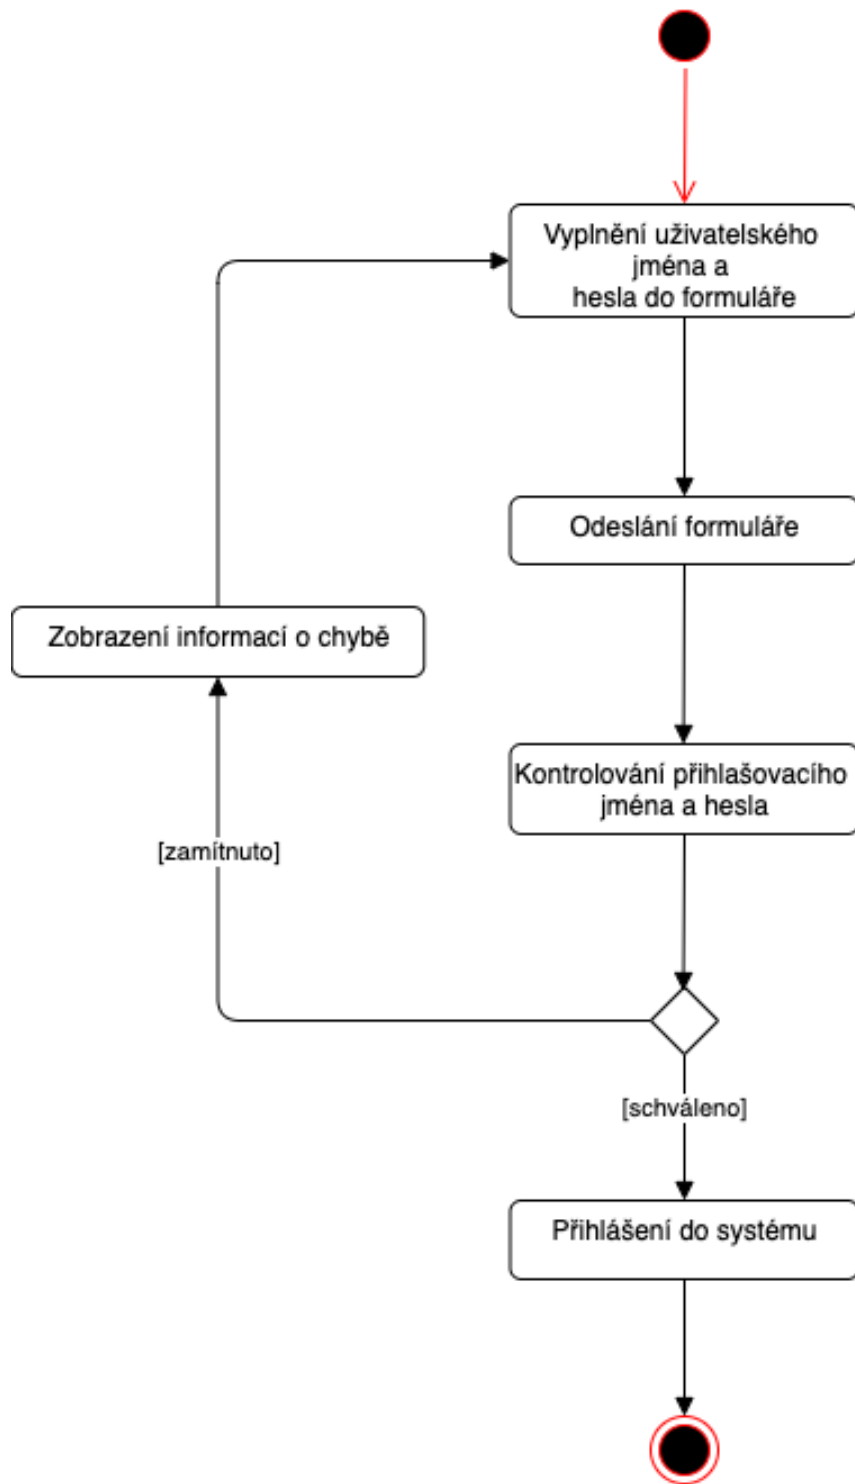 Vyplnění uživatelského
jména a
hesla do formuláře
Odeslání formuláře
Zobrazení informací o chybě
Kontrolování přihlašovacího
jména a hesla
[zamítnuto]
[schváleno]
Přihlášení do systému